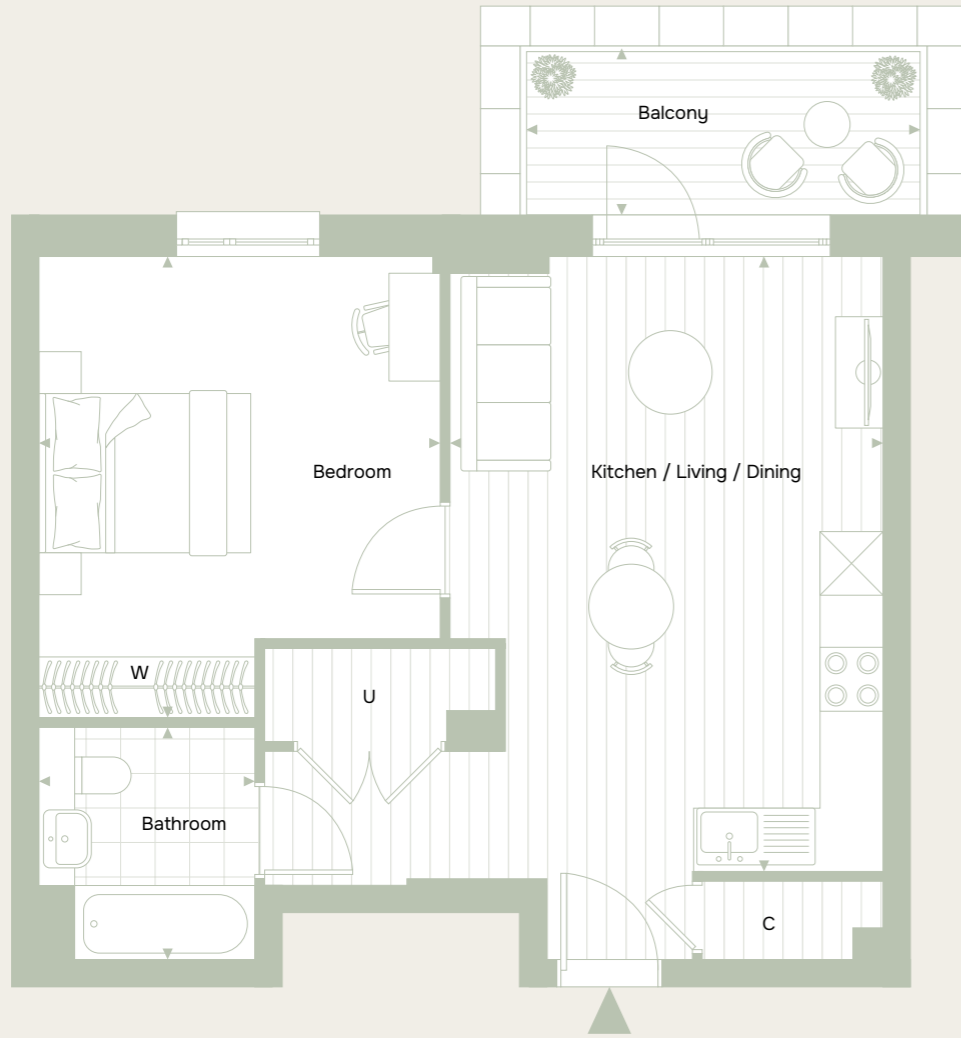 Balcony
Bedroom
Kitchen / Living / Dining
W
U
Bathroom
C